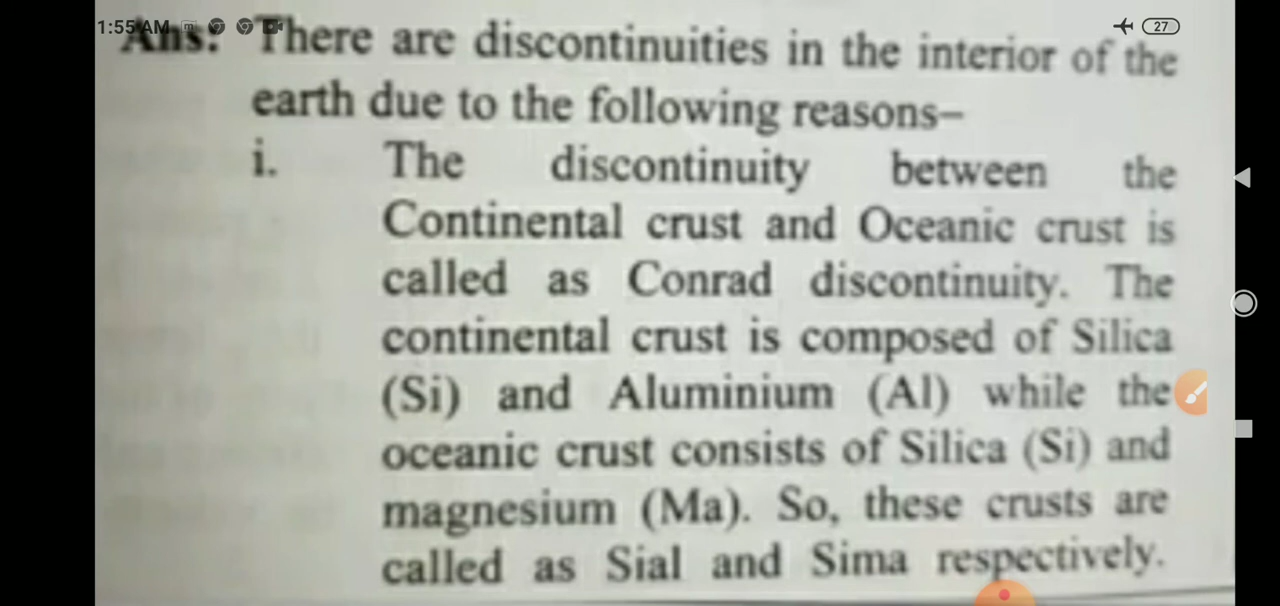 1:55 AM
27
Ans: There are discontinuities in the interior of the
earth due to the following reasons–
i. The discontinuity between the
Continental crust and Oceanic crust is
called as Conrad discontinuity. The
continental crust is composed of Silica
(Si) and Aluminium (Al) while the
oceanic crust consists of Silica (Si) and
magnesium (Ma). So, these crusts are
called as Sial and Sima respectively.